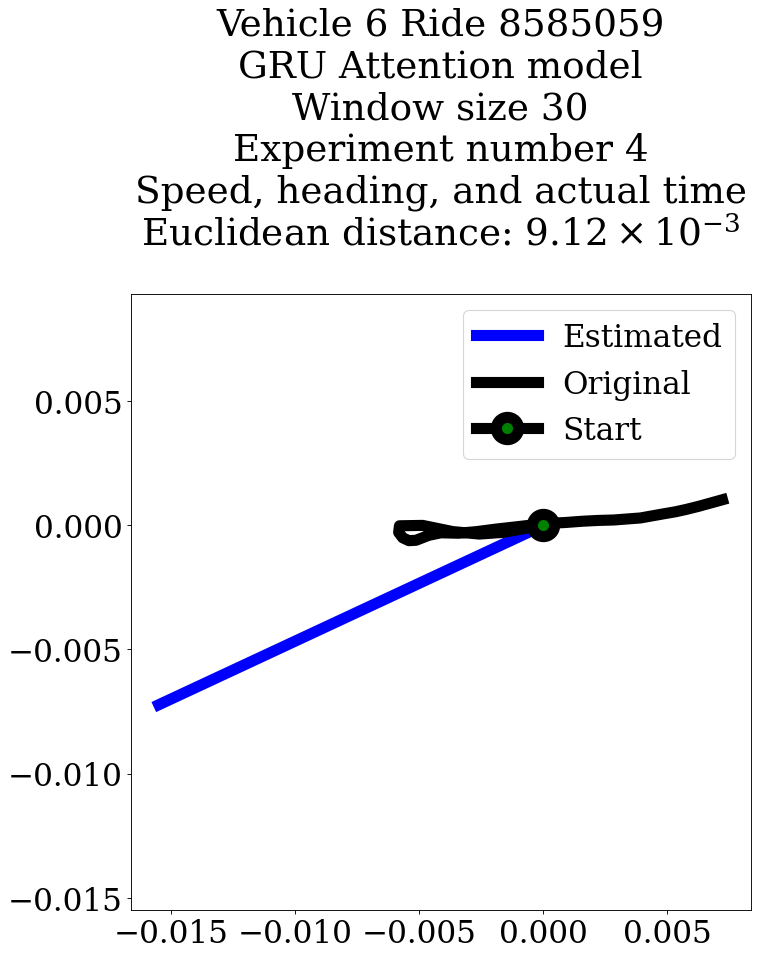 Vehicle 6 Ride 8585059
GRU Attention model
Window size 30
Experiment number 4
Speed, heading, and actual time
Euclidean distance: 9.12 × 10⁻³
Estimated
Original
Start
0.005
0.000
−0.005
−0.010
−0.015
−0.015 −0.010 −0.005 0.000 0.005